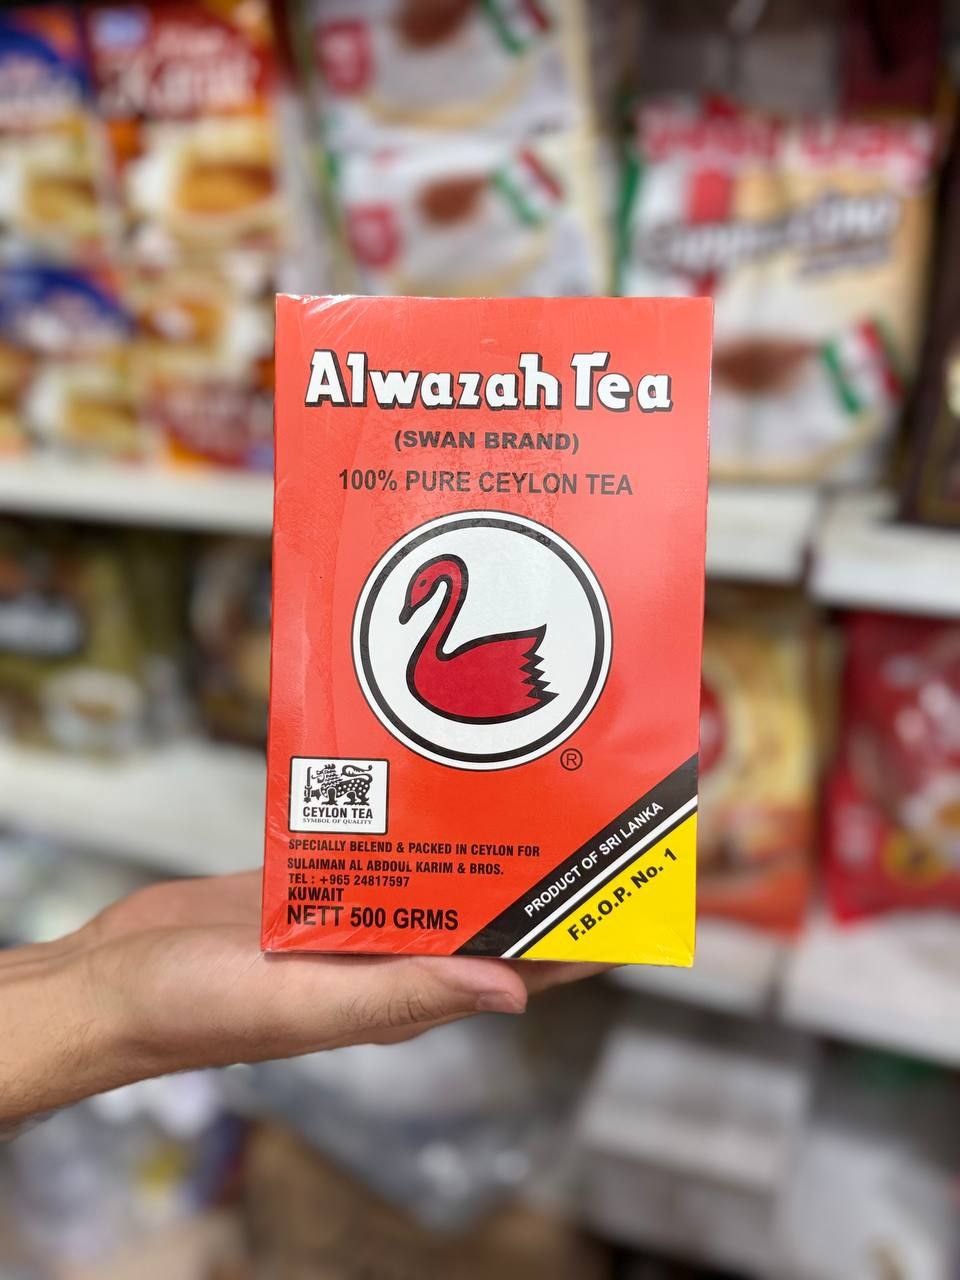 Alwazah Tea
(SWAN BRAND)
100% PURE CEYLON TEA
®
CEYLON TEA
SYMBOL OF QUALITY
SPECIALLY BELEND & PACKED IN CEYLON FOR
SULAIMAN AL ABDOUL KARIM & BROS.
TEL : +965 24817597
KUWAIT
NETT 500 GRMS
PRODUCT OF SRI LANKA
F.B.O.P. No. 1